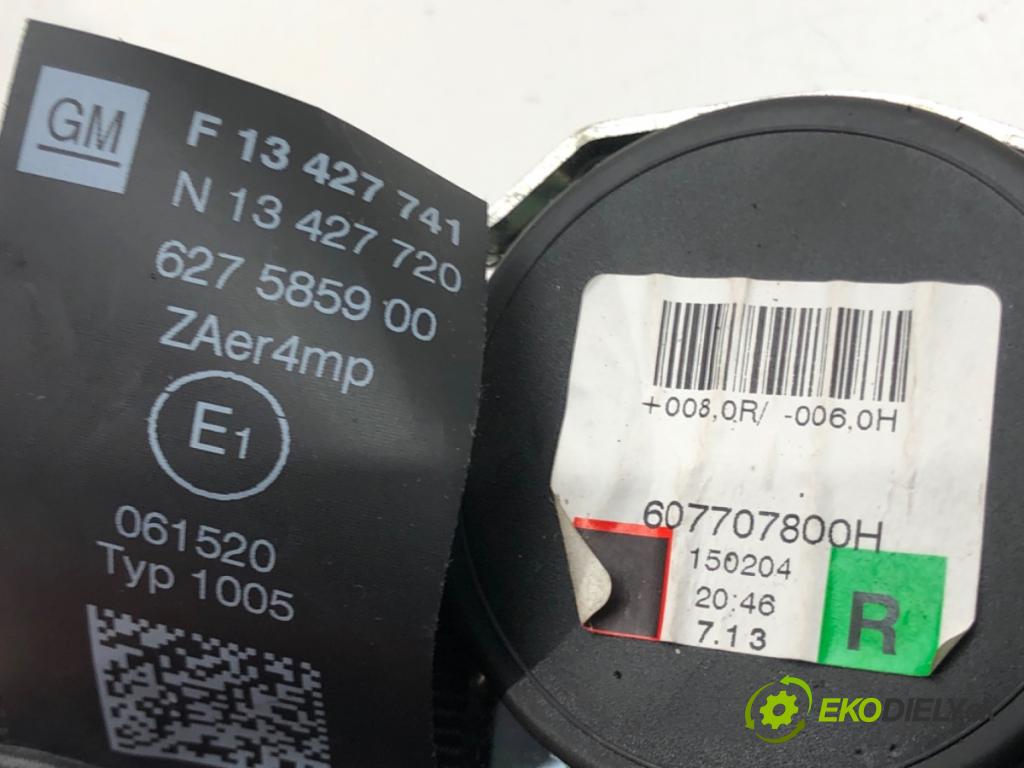 GM
F 13 427 741
N 13 427 720
627 5859 00
ZAer4mp
E1
061520
Typ 1005
+008,0R/ -006,0H
607707800H
150204
20:46
7.13
R
EKODIELY